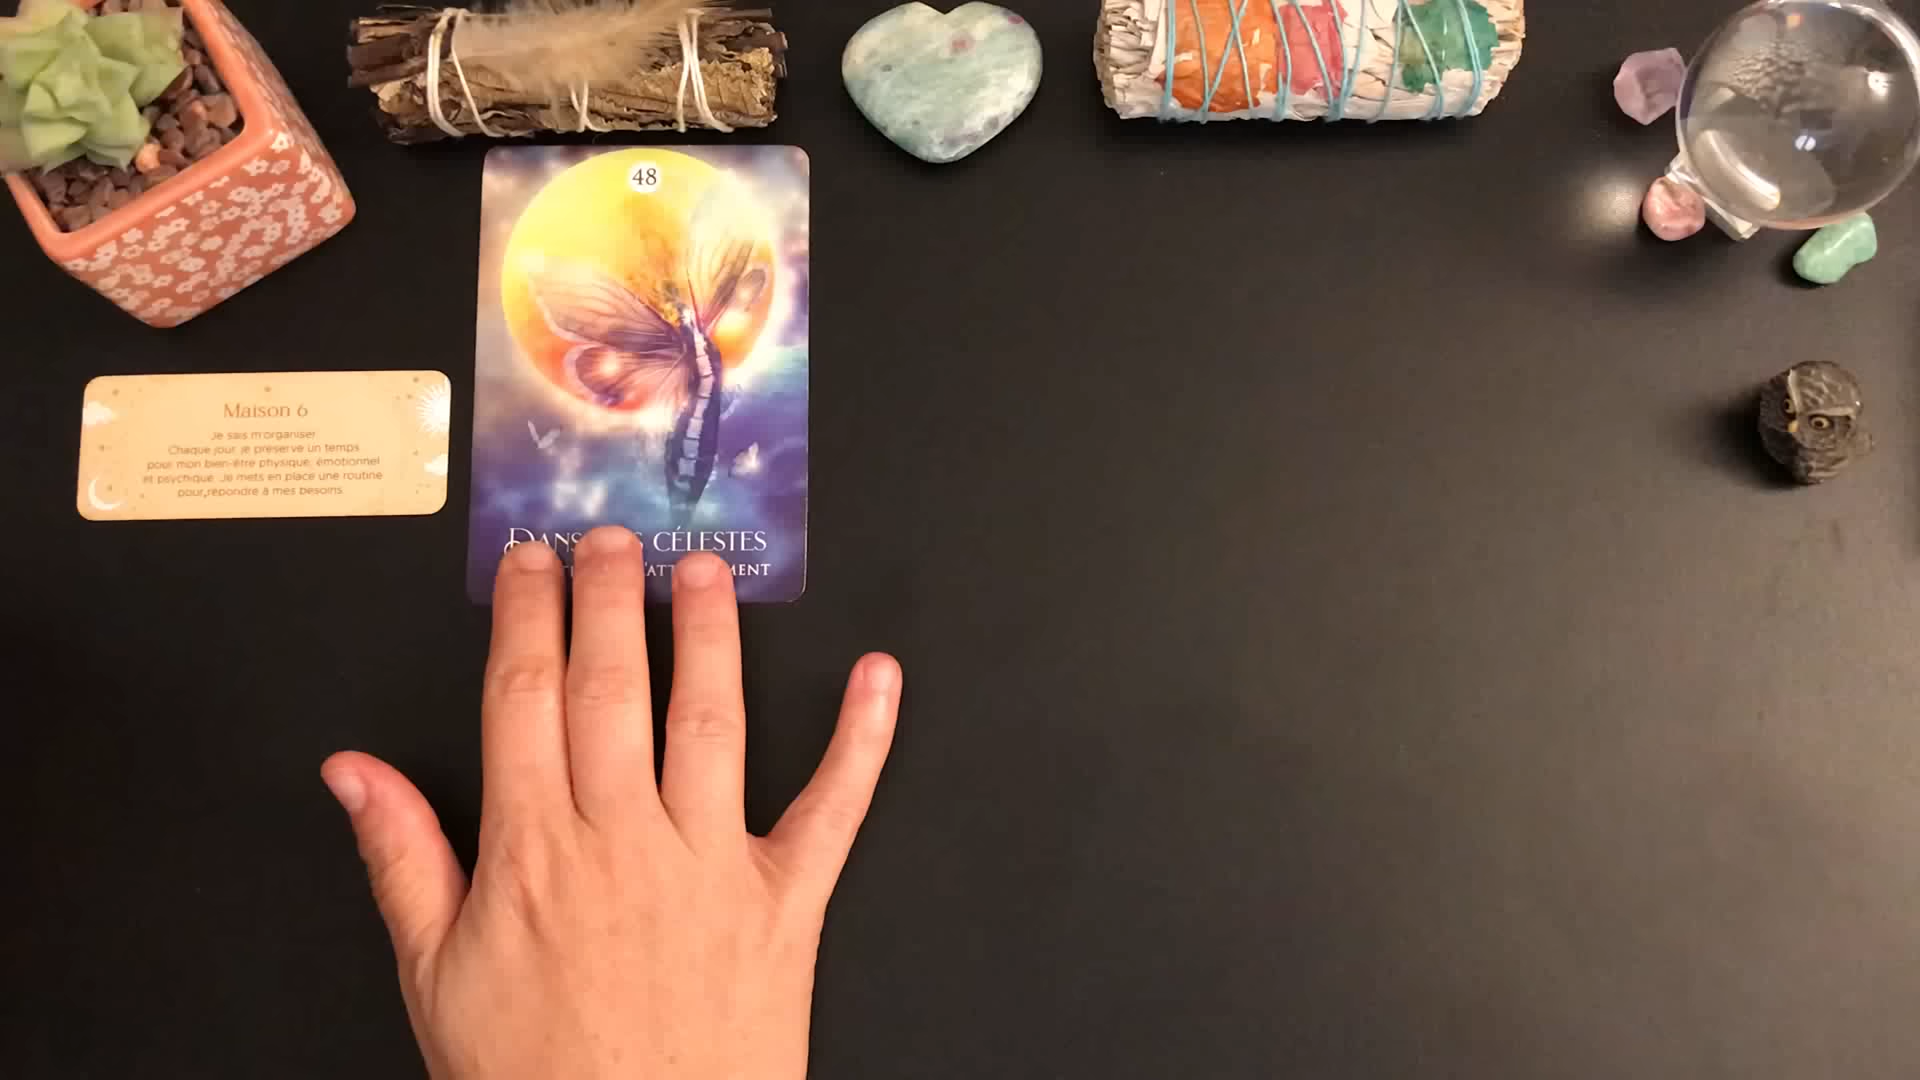 48
Maison 6
Je sais m'organiser
Chaque jour je préserve un temps
pour mon bien-être physique, émotionnel
et psychique. Je mets en place une routine
pour répondre à mes besoins.
CÉLESTES